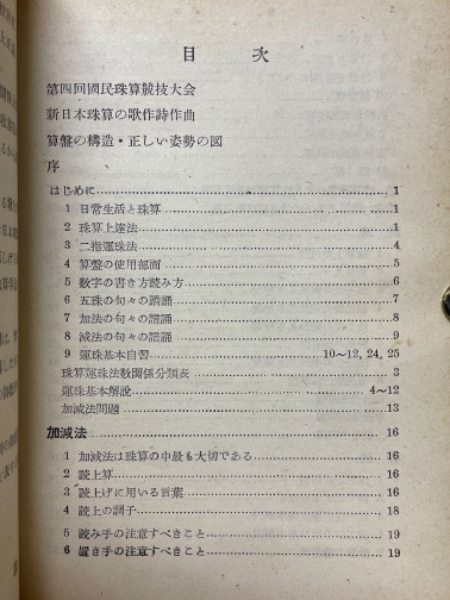 目次
第四回國民珠算競技大会
新日本珠算の歌作詩作曲
算盤の構造・正しい姿勢の図
序
はじめに 1
1 日常生活と珠算 1
2 珠算上達法 1
3 二指運珠法 4
4 算盤の使用部面 5
5 数字の書き方読み方 6
6 五珠の句々の諳誦 7
7 加法の句々の諳誦 8
8 減法の句々の諳誦 9
9 運珠基本自習 10～12, 24, 25
珠算運珠法数関係分類表 3
運珠基本解説 4～12
加減法問題 13
加減法 16
1 加減法は珠算の中最も大切である 16
2 読上算 16
3 読上げに用いる言葉 16
4 読上の調子 18
5 読み手の注意すべきこと 19
6 置き手の注意すべきこと 19